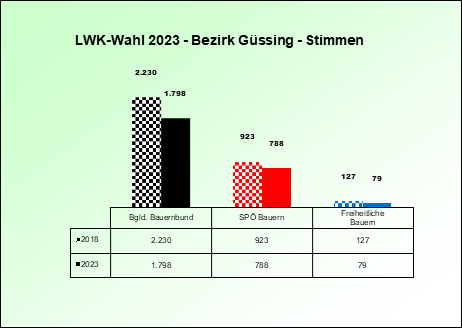 LWK-Wahl 2023 - Bezirk Güssing - Stimmen
2.230
1.798
923
788
127
79
Bgld. Bauernbund SPÖ Bauern Freiheitliche
Bauern
2018 2.230 923 127
2023 1.798 788 79